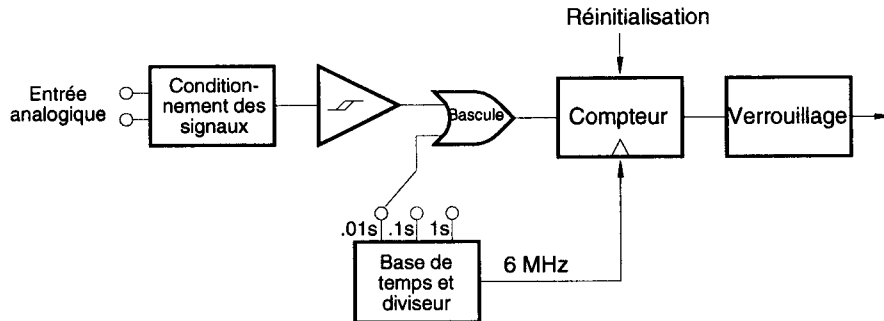 Réinitialisation
Entrée
analogique
Condition-
nement des
signaux
Bascule
Compteur
Verrouillage
.01s .1s 1s
Base de
temps et
diviseur
6 MHz